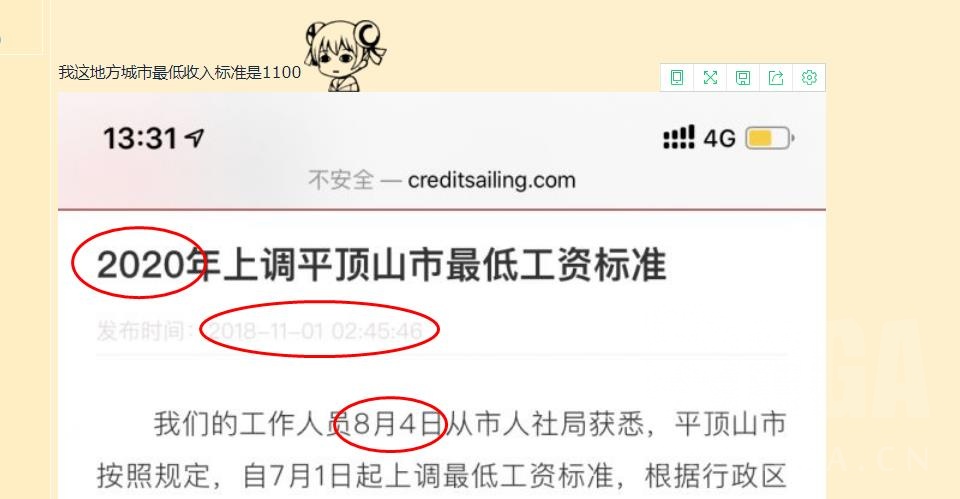 我这地方城市最低收入标准是1100
13:31
4G
不安全 — creditsailing.com
2020年上调平顶山市最低工资标准
发布时间：2018-11-01 02:45:46
我们的工作人员8月4日从市人社局获悉，平顶山市
按照规定，自7月1日起上调最低工资标准，根据行政区